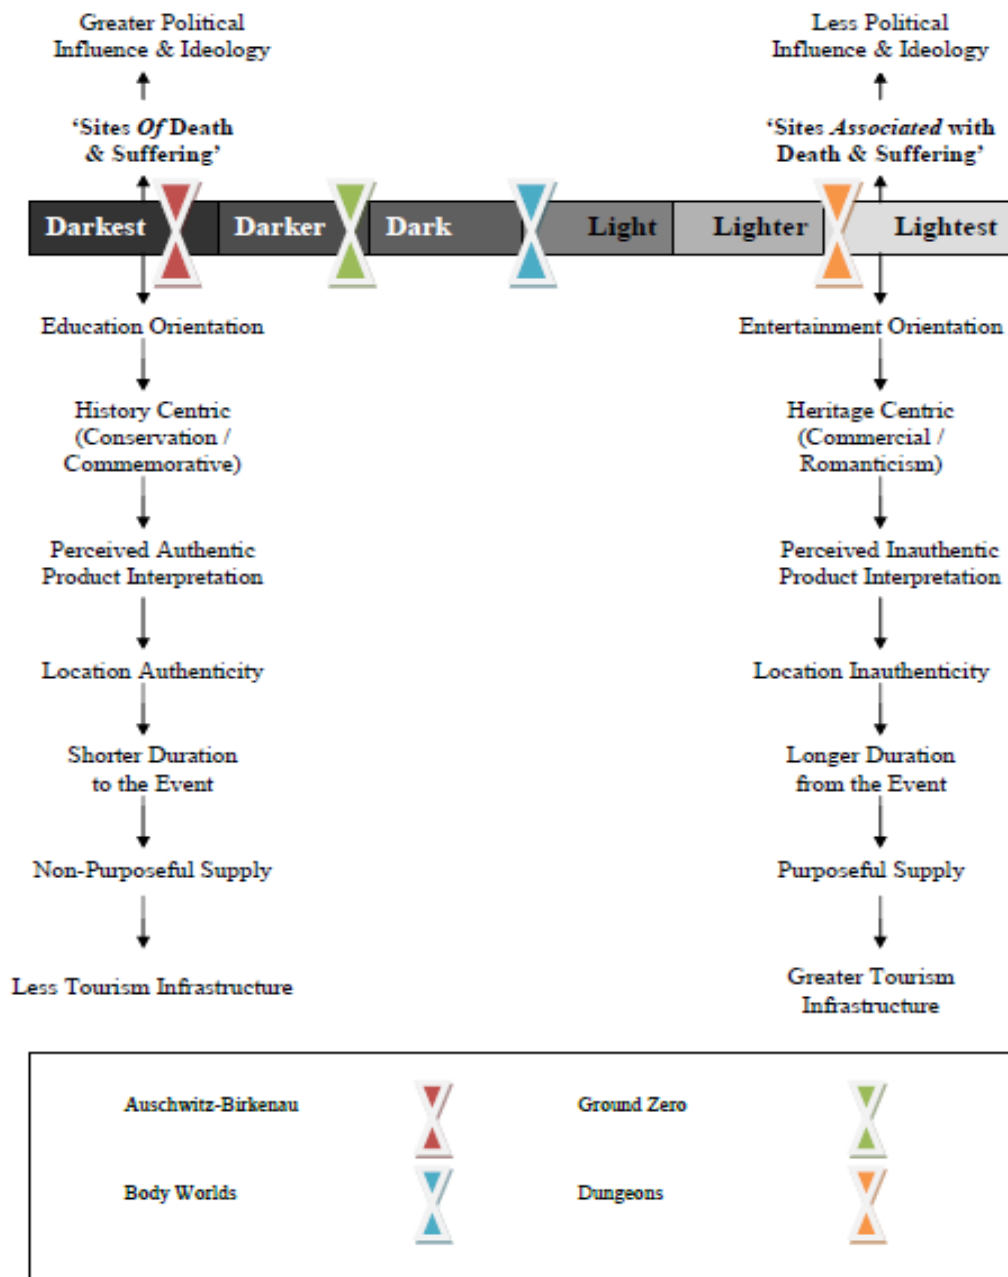 Greater Political
Influence & Ideology
Less Political
Influence & Ideology
‘Sites Of Death
& Suffering’
‘Sites Associated with
Death & Suffering’
Darkest
Darker
Dark
Light
Lighter
Lightest
Education Orientation
Entertainment Orientation
History Centric
(Conservation /
Commemorative)
Heritage Centric
(Commercial /
Romanticism)
Perceived Authentic
Product Interpretation
Perceived Inauthentic
Product Interpretation
Location Authenticity
Location Inauthenticity
Shorter Duration
to the Event
Longer Duration
from the Event
Non-Purposeful Supply
Purposeful Supply
Less Tourism Infrastructure
Greater Tourism
Infrastructure
Auschwitz-Birkenau
Ground Zero
Body Worlds
Dungeons